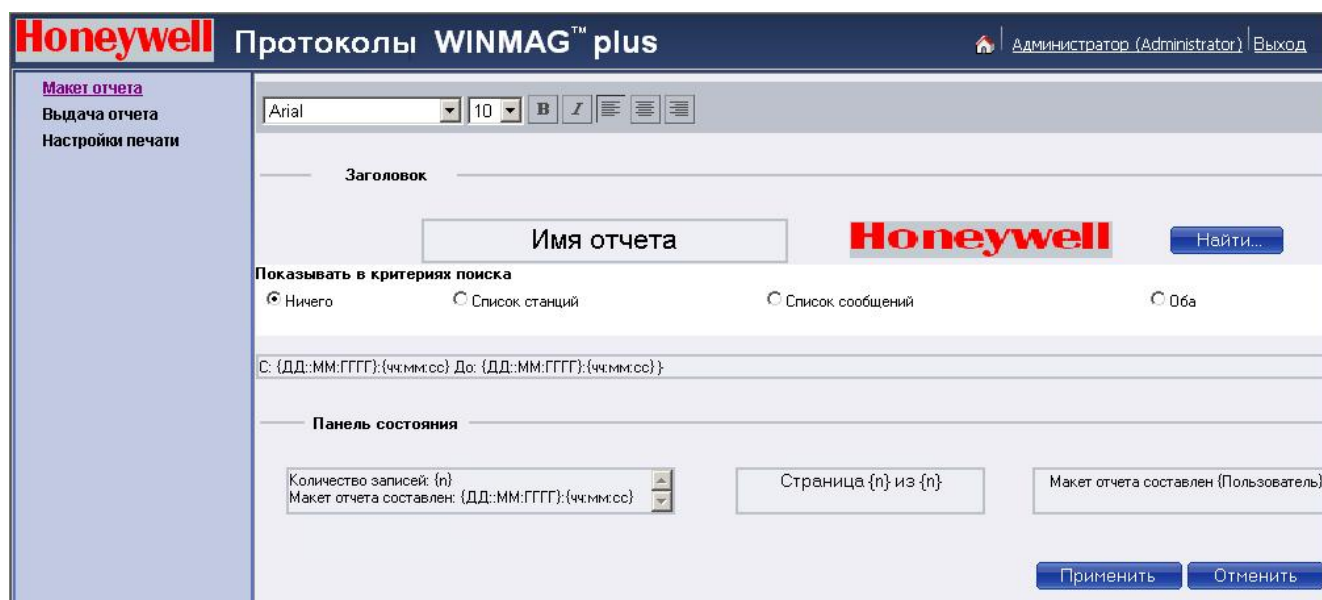 Honeywell Протоколы WINMAG™ plus Администратор (Administrator) Выход
Макет отчета
Выдача отчета
Настройки печати
Arial 10 B I
Заголовок
Имя отчета Honeywell Найти...
Показывать в критериях поиска
Ничего Список станций Список сообщений Оба
С: {ДД::ММ:ГГГГ}:{чч:мм:сс} До: {ДД::ММ:ГГГГ}:{чч:мм:сс} }
Панель состояния
Количество записей: {n}
Макет отчета составлен: {ДД::ММ:ГГГГ}:{чч:мм:сс}
Страница {n} из {n}
Макет отчета составлен {Пользователь}
Применить Отменить